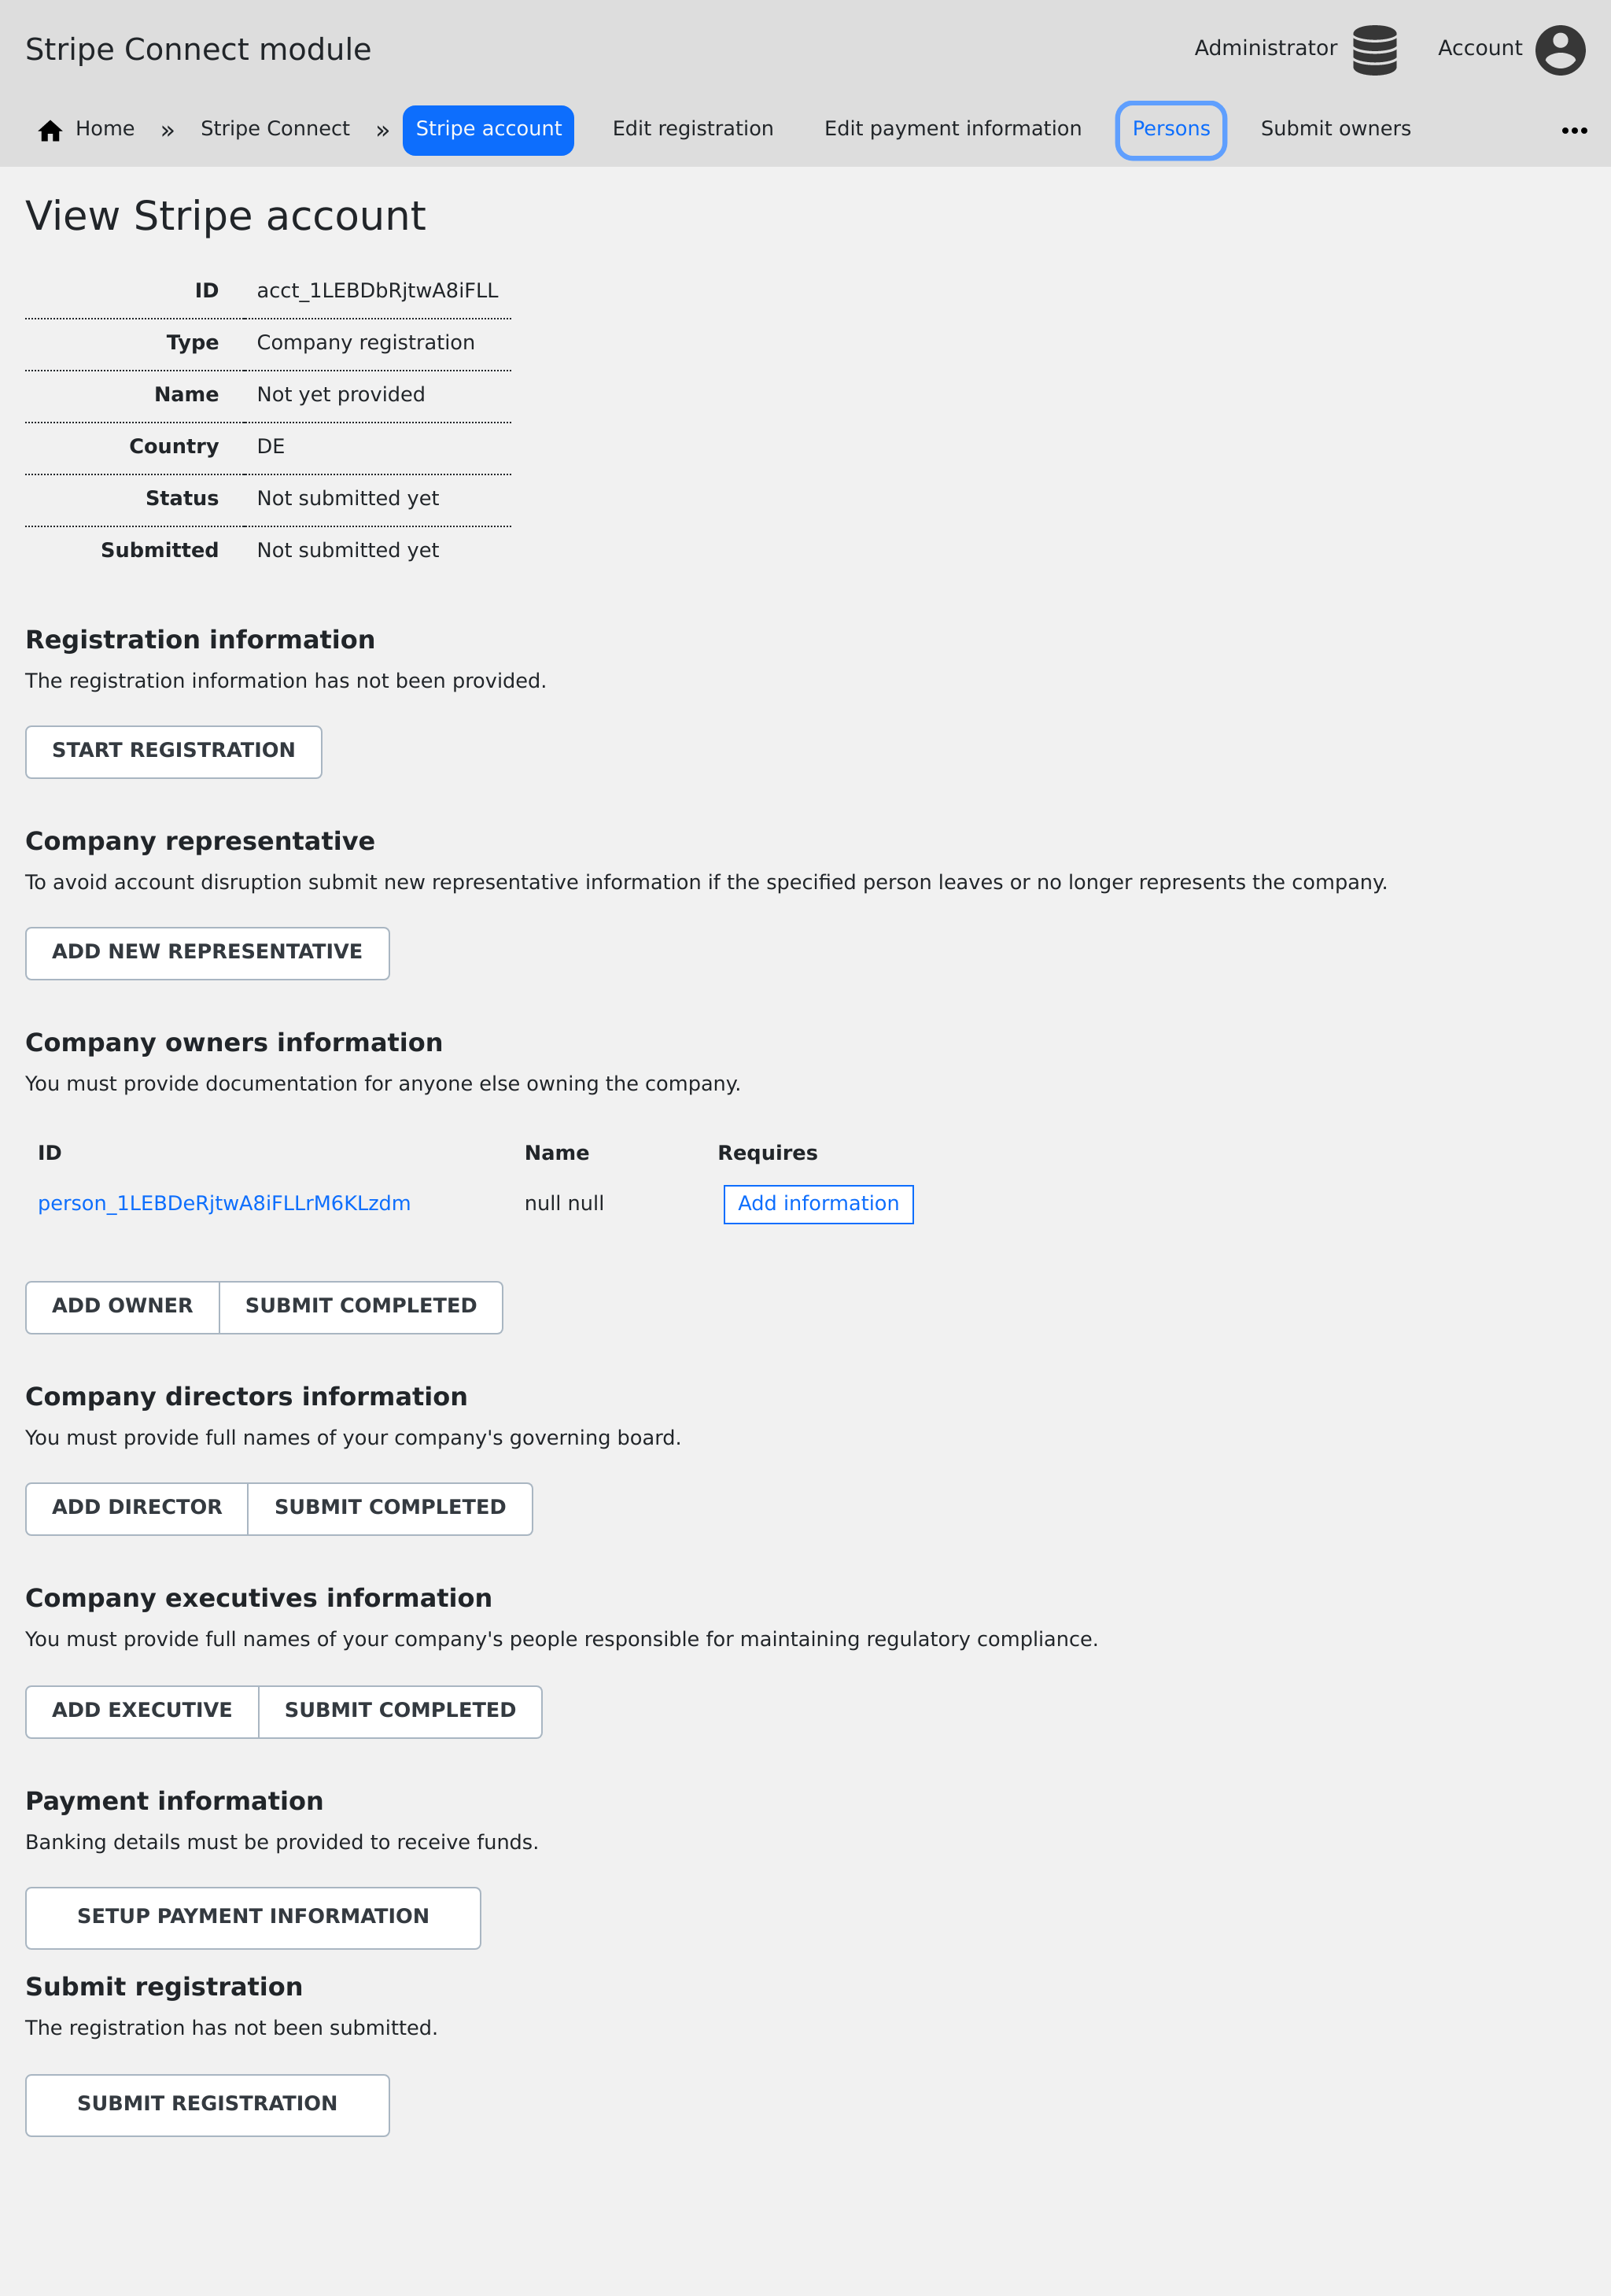 Stripe Connect module
Administrator Account
Home » Stripe Connect » Stripe account Edit registration Edit payment information Persons Submit owners •••
View Stripe account
ID acct_1LEBDbRjtwA8iFLL
Type Company registration
Name Not yet provided
Country DE
Status Not submitted yet
Submitted Not submitted yet
Registration information
The registration information has not been provided.
START REGISTRATION
Company representative
To avoid account disruption submit new representative information if the specified person leaves or no longer represents the company.
ADD NEW REPRESENTATIVE
Company owners information
You must provide documentation for anyone else owning the company.
ID Name Requires
person_1LEBDeRjtwA8iFLLrM6KLzdm null null Add information
ADD OWNER SUBMIT COMPLETED
Company directors information
You must provide full names of your company's governing board.
ADD DIRECTOR SUBMIT COMPLETED
Company executives information
You must provide full names of your company's people responsible for maintaining regulatory compliance.
ADD EXECUTIVE SUBMIT COMPLETED
Payment information
Banking details must be provided to receive funds.
SETUP PAYMENT INFORMATION
Submit registration
The registration has not been submitted.
SUBMIT REGISTRATION